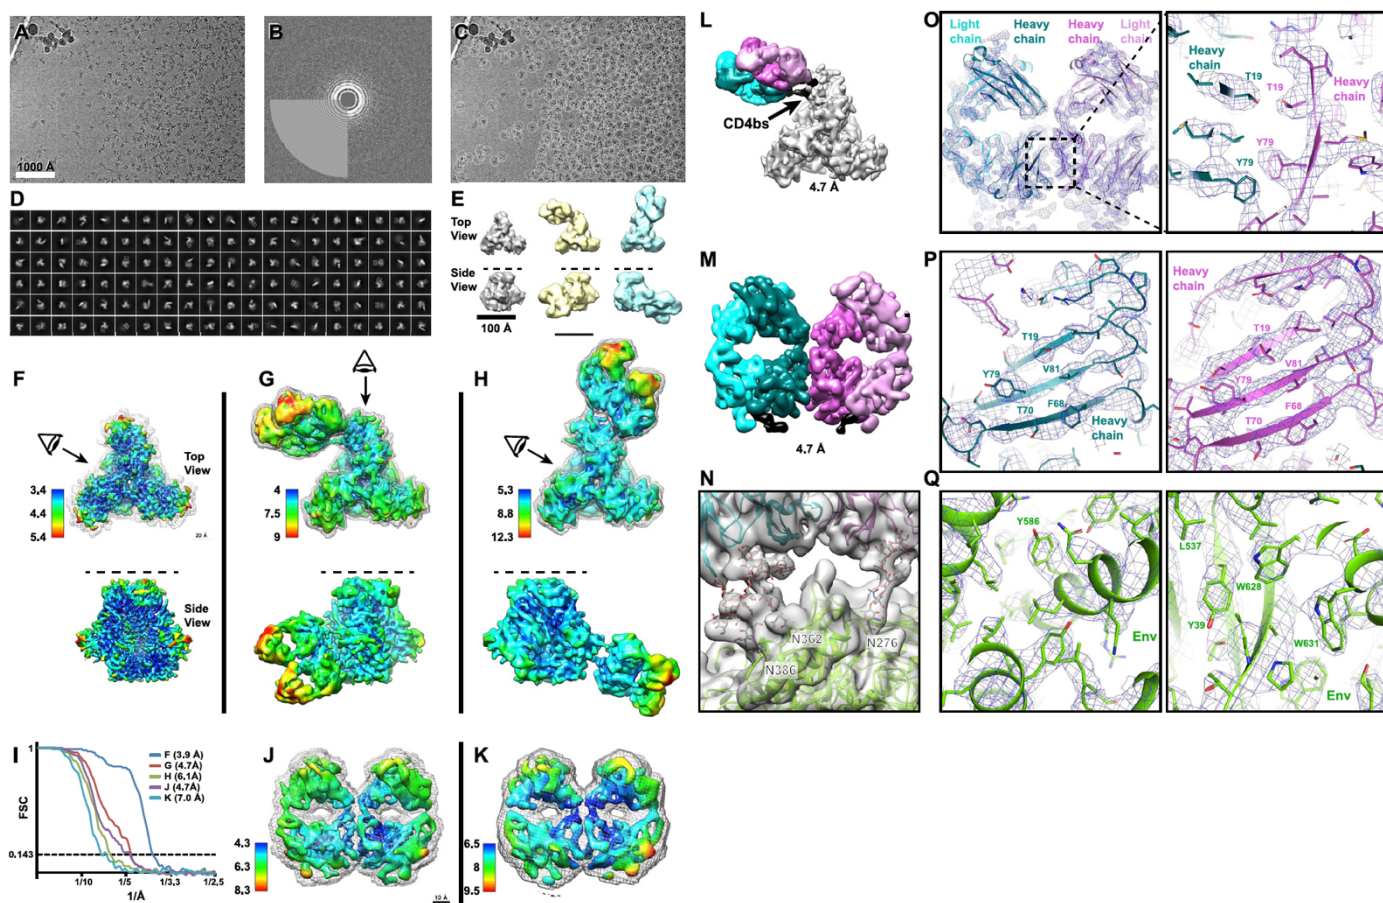 A
1000 Å
B
C
D
E
Top
View
Side
View
100 Å
F
Top
View
3.4
4.4
5.4
20 Å
Side
View
G
4
7.5
9
H
5.3
8.8
12.3
I
1
FSC
0.143
F (3.9 Å)
G (4.7Å)
H (6.1Å)
J (4.7Å)
K (7.0 Å)
1/10
1/5
1/3.3
1/2.5
1/Å
J
4.3
6.3
8.3
10 Å
K
6.5
8
9.5
L
CD4bs
4.7 Å
M
4.7 Å
N
N362
N276
N386
O
Light
chain
Heavy
chain
Heavy
chain
Light
chain
Heavy
chain
T19
T19
Heavy
chain
Y79
Y79
P
T19
V81
Y79
F68
T70
Heavy
chain
Heavy
chain
T19
V81
Y79
F68
T70
Q
Y586
Env
L537
W628
Y39
W631
Env